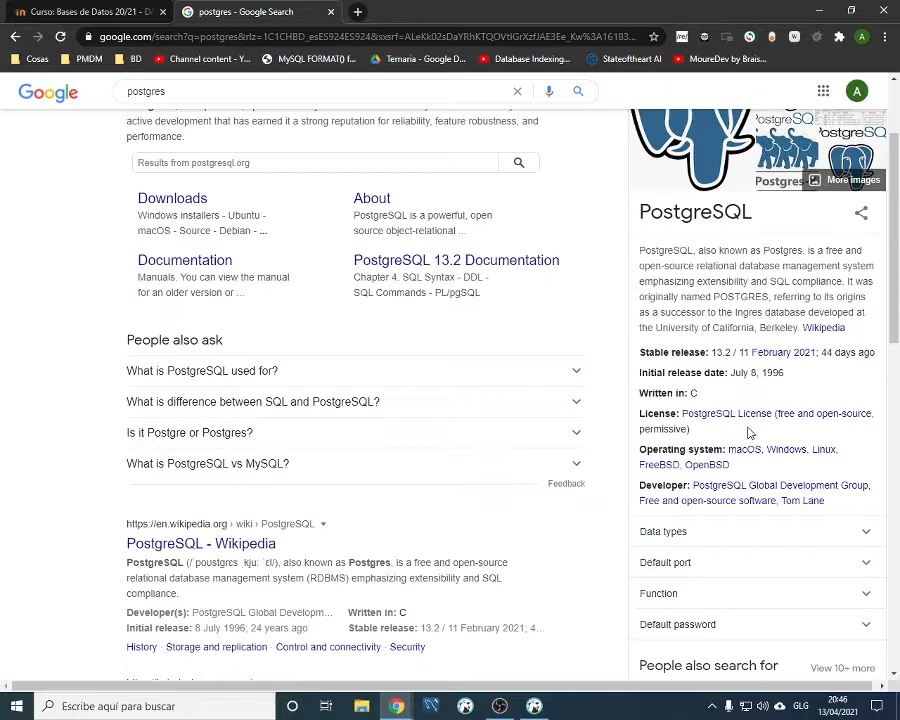 Curso: Bases de Datos 20/21 - D
postgres - Google Search
google.com/search?q=postgres&rlz=1C1CHBD_esES924ES924&sxsrf=ALeKk02sDaYRhKTQOVtlGrXzfJAE3Ee_Kw%3A16183...
Cosas
PMDM
BD
Channel content - Y...
MySQL FORMAT() f...
Ternaria - Google D...
Database Indexing...
Stateoftheart AI
MoureDev by Brais...
Google
postgres
A
active development that has earned it a strong reputation for reliability, feature robustness, and
performance.
Results from postgresql.org
Downloads
Windows installers - Ubuntu -
macOS - Source - Debian - ...
About
PostgreSQL is a powerful, open
source object-relational ...
Documentation
Manuals. You can view the manual
for an older version or ...
PostgreSQL 13.2 Documentation
Chapter 4. SQL Syntax - DDL -
SQL Commands - PL/pgSQL
People also ask
What is PostgreSQL used for?
What is difference between SQL and PostgreSQL?
Is it Postgre or Postgres?
What is PostgreSQL vs MySQL?
Feedback
https://en.wikipedia.org › wiki › PostgreSQL
PostgreSQL - Wikipedia
PostgreSQL (/ˈpoʊstɡrɛs ˌkjuː ˈɛl/), also known as Postgres, is a free and open-source
relational database management system (RDBMS) emphasizing extensibility and SQL
compliance.
Developer(s): PostgreSQL Global Developm...
Written in: C
Initial release: 8 July 1996; 24 years ago
Stable release: 13.2 / 11 February 2021; 4...
History · Storage and replication · Control and connectivity · Security
PostgreSQL
More images
PostgreSQL
PostgreSQL, also known as Postgres, is a free and
open-source relational database management system
emphasizing extensibility and SQL compliance. It was
originally named POSTGRES, referring to its origins
as a successor to the Ingres database developed at
the University of California, Berkeley. Wikipedia
Stable release: 13.2 / 11 February 2021; 44 days ago
Initial release date: July 8, 1996
Written in: C
License: PostgreSQL License (free and open-source,
permissive)
Operating system: macOS, Windows, Linux,
FreeBSD, OpenBSD
Developer: PostgreSQL Global Development Group,
Free and open-source software, Tom Lane
Data types
Default port
Function
Default password
People also search for
View 10+ more
Escribe aquí para buscar
GLG
20:46
13/04/2021